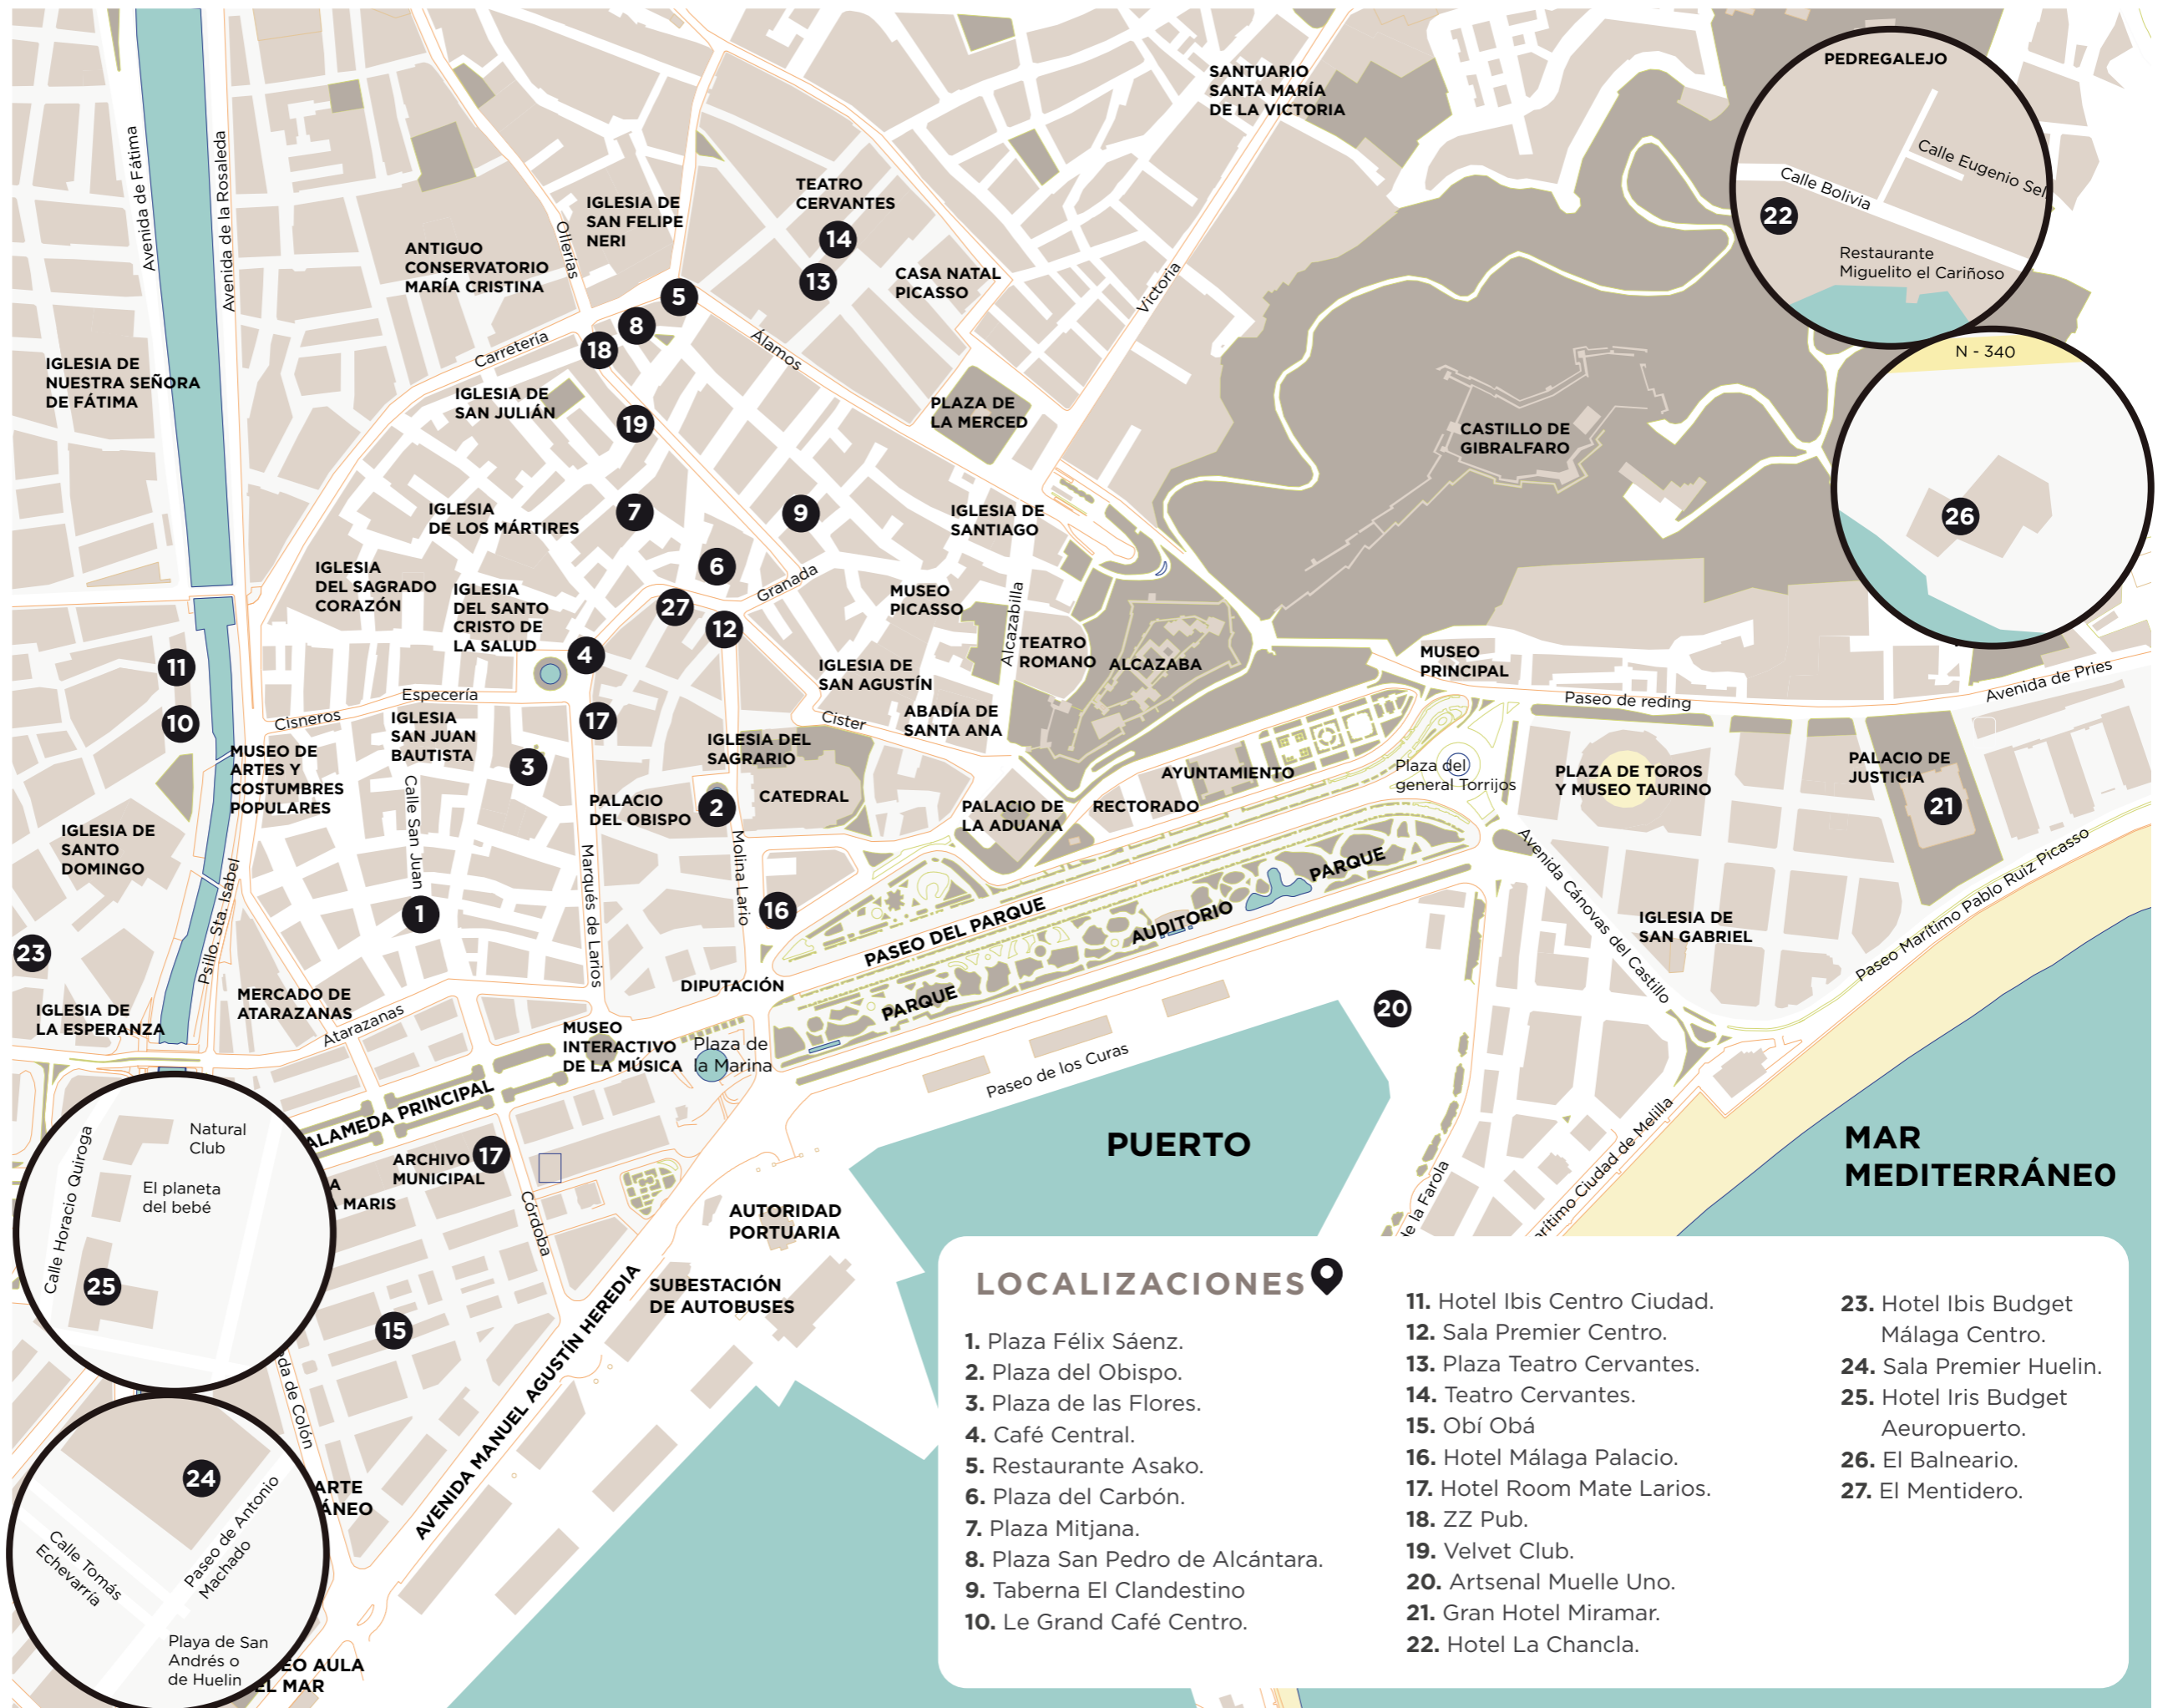 SANTUARIO
SANTA MARÍA
DE LA VICTORIA
PEDREGALEJO
Calle Eugenio Sel
Calle Bolivia
22
Restaurante
Miguelito el Cariñoso
N - 340
26
Avenida de Fátima
Avenida de la Rosaleda
Ollerías
IGLESIA DE
SAN FELIPE
NERI
TEATRO
CERVANTES
14
13
ANTIGUO
CONSERVATORIO
MARÍA CRISTINA
CASA NATAL
PICASSO
Victoria
5
8
18
Carretería
Álamos
IGLESIA DE
NUESTRA SEÑORA
DE FÁTIMA
IGLESIA DE
SAN JULIÁN
19
PLAZA DE
LA MERCED
CASTILLO DE
GIBRALFARO
IGLESIA
DE LOS MÁRTIRES
7
9
IGLESIA DE
SANTIAGO
IGLESIA
DEL SAGRADO
CORAZÓN
IGLESIA
DEL SANTO
CRISTO DE
LA SALUD
6
27
12
Granada
MUSEO
PICASSO
Alcazabilla
TEATRO
ROMANO
ALCAZABA
11
10
4
Especería
Cisneros
IGLESIA
SAN JUAN
BAUTISTA
17
3
IGLESIA DE
SAN AGUSTÍN
Cister
ABADÍA DE
SANTA ANA
MUSEO
PRINCIPAL
Paseo de reding
Avenida de Pries
MUSEO DE
ARTES Y
COSTUMBRES
POPULARES
IGLESIA DEL
SAGRARIO
CATEDRAL
PALACIO
DEL OBISPO
2
AYUNTAMIENTO
RECTORADO
PALACIO DE
LA ADUANA
Plaza del
general Torrijos
PLAZA DE TOROS
Y MUSEO TAURINO
PALACIO DE
JUSTICIA
21
IGLESIA DE
SANTO
DOMINGO
Calle San Juan
1
Marqués de Larios
Molina Lario
16
Psillo. Sta. Isabel
PASEO DEL PARQUE
PARQUE
AUDITORIO
PARQUE
Avenida Cánovas del Castillo
IGLESIA DE
SAN GABRIEL
Paseo Marítimo Pablo Ruiz Picasso
23
IGLESIA DE
LA ESPERANZA
MERCADO DE
ATARAZANAS
Atarazanas
DIPUTACIÓN
MUSEO
INTERACTIVO
DE LA MÚSICA
Plaza de
la Marina
20
Paseo de los Curas
PUERTO
MAR
MEDITERRÁNEO
ALAMEDA PRINCIPAL
ARCHIVO
MUNICIPAL
17
A
MARIS
Córdoba
de la Farola
arítimo Ciudad de Melilla
Calle Horacio Quiroga
Natural
Club
El planeta
del bebé
25
15
AUTORIDAD
PORTUARIA
SUBESTACIÓN
DE AUTOBUSES
AVENIDA MANUEL AGUSTÍN HEREDIA
da de Colón
24
ARTE
ÁNEO
Paseo de Antonio
Machado
Calle Tomás
Echevarría
Playa de San
Andrés o
de Huelin
EO AULA
EL MAR
LOCALIZACIONES
1. Plaza Félix Sáenz.
2. Plaza del Obispo.
3. Plaza de las Flores.
4. Café Central.
5. Restaurante Asako.
6. Plaza del Carbón.
7. Plaza Mitjana.
8. Plaza San Pedro de Alcántara.
9. Taberna El Clandestino
10. Le Grand Café Centro.
11. Hotel Ibis Centro Ciudad.
12. Sala Premier Centro.
13. Plaza Teatro Cervantes.
14. Teatro Cervantes.
15. Obí Obá
16. Hotel Málaga Palacio.
17. Hotel Room Mate Larios.
18. ZZ Pub.
19. Velvet Club.
20. Artsenal Muelle Uno.
21. Gran Hotel Miramar.
22. Hotel La Chancla.
23. Hotel Ibis Budget
Málaga Centro.
24. Sala Premier Huelin.
25. Hotel Iris Budget
Aeuropuerto.
26. El Balneario.
27. El Mentidero.